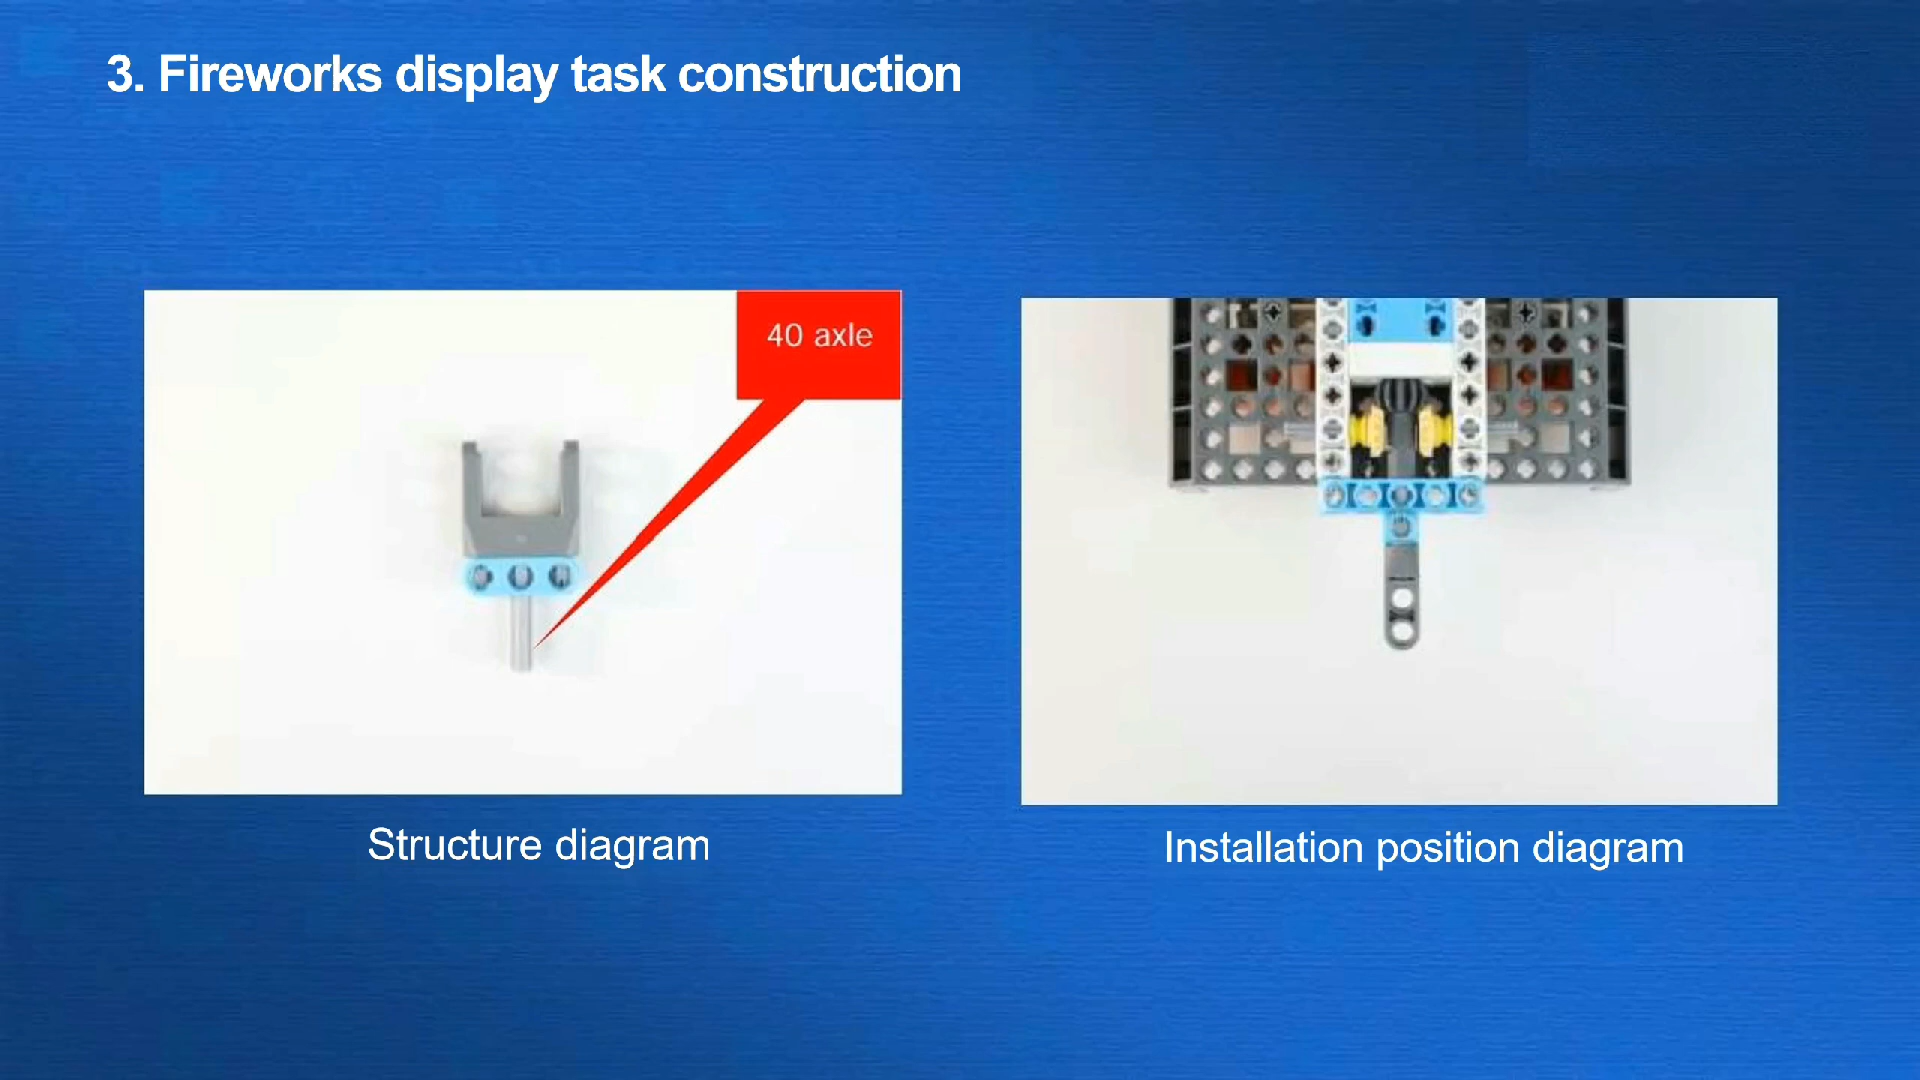 3. Fireworks display task construction
40 axle
Structure diagram
Installation position diagram